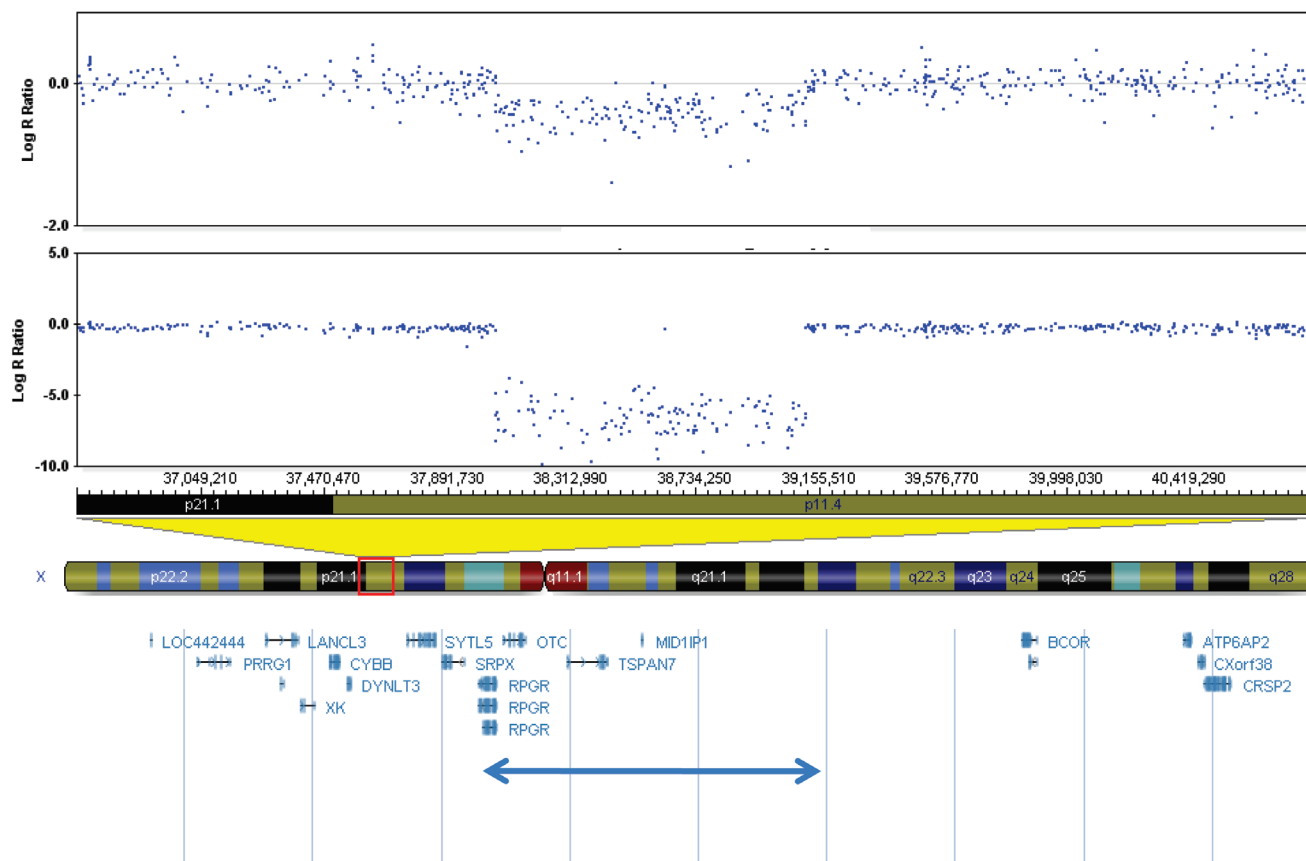 0.0
Log R Ratio
-2.0
5.0
0.0
Log R Ratio
-5.0
-10.0
37,049,210 37,470,470 37,891,730 38,312,990 38,734,250 39,155,510 39,576,770 39,998,030 40,419,290
p21.1 p11.4
X p22.2 p21.1 q11.1 q21.1 q22.3 q23 q24 q25 q28
LOC442444 LANCL3 SYTL5 OTC MID1IP1 BCOR ATP6AP2
PRRG1 CYBB SRPX TSPAN7 CXorf38
DYNLT3 RPGR CRSP2
XK RPGR
RPGR